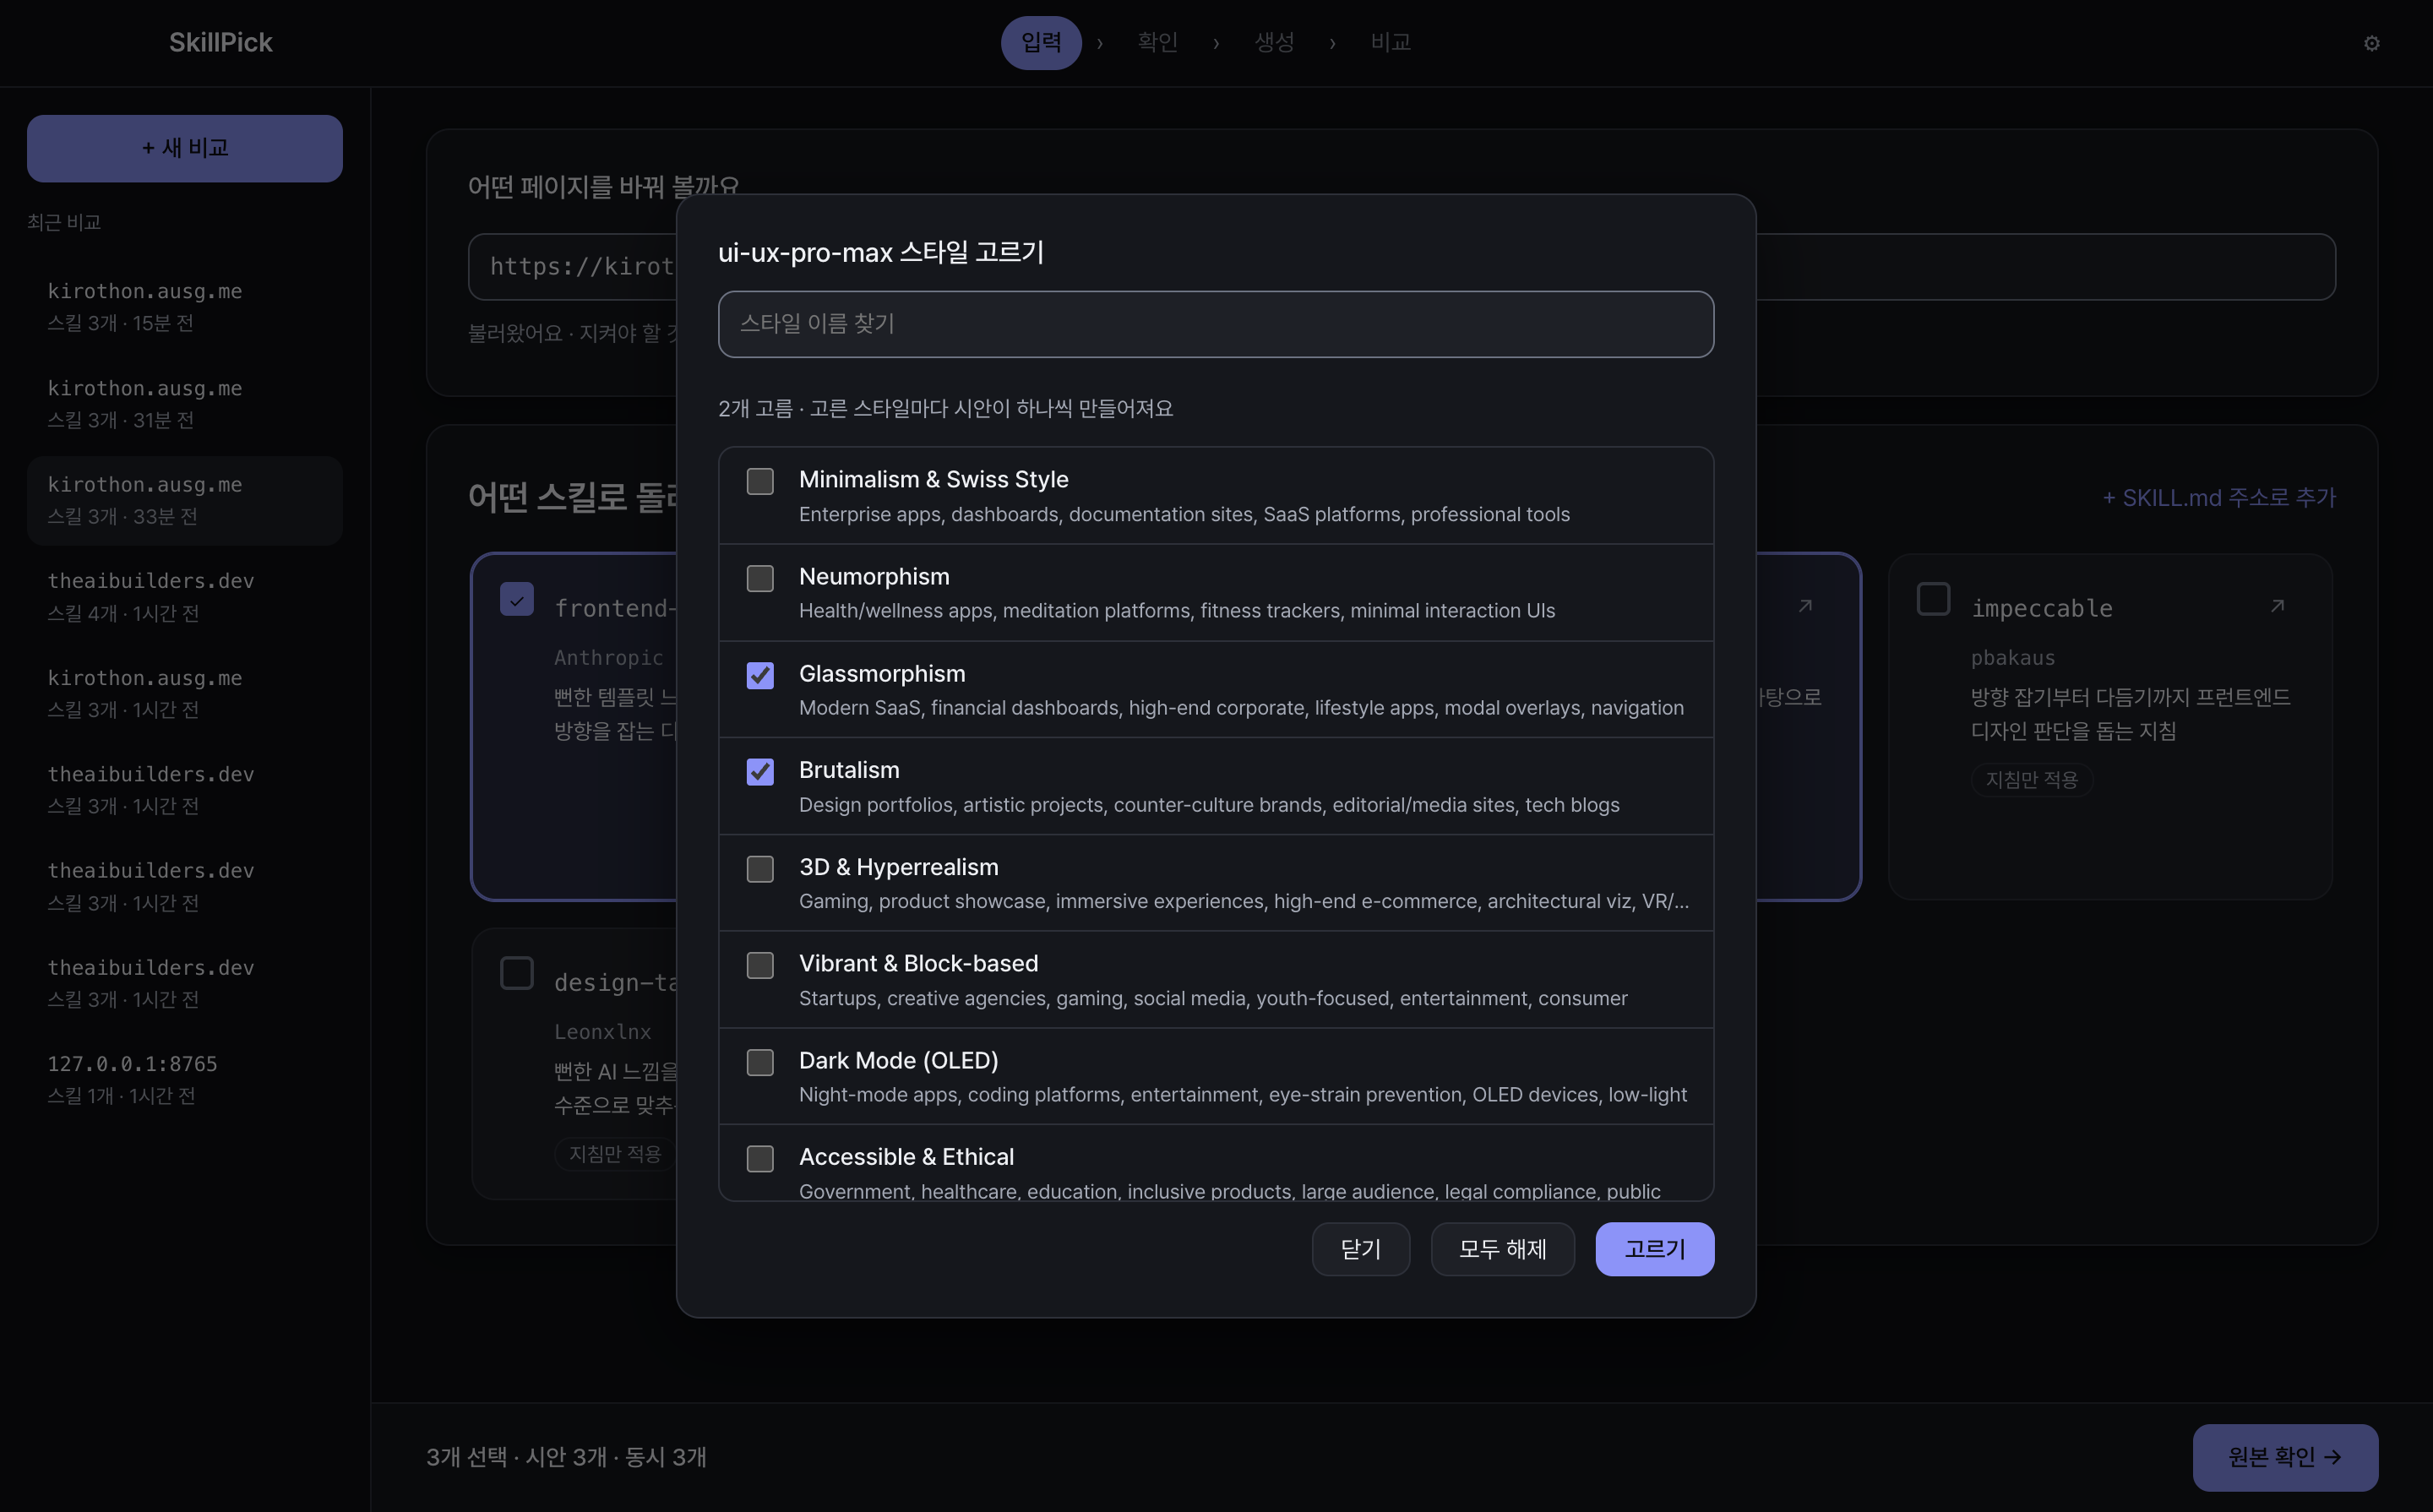 SkillPick
입력 › 확인 › 생성 › 비교
+ 새 비교
최근 비교
kirothon.ausg.me
스킬 3개 · 15분 전
kirothon.ausg.me
스킬 3개 · 31분 전
kirothon.ausg.me
스킬 3개 · 33분 전
theaibuilders.dev
스킬 4개 · 1시간 전
kirothon.ausg.me
스킬 3개 · 1시간 전
theaibuilders.dev
스킬 3개 · 1시간 전
theaibuilders.dev
스킬 3개 · 1시간 전
theaibuilders.dev
스킬 3개 · 1시간 전
127.0.0.1:8765
스킬 1개 · 1시간 전
어떤 페이지를 바꿔 볼까요
https://kirot
불러왔어요 · 지켜야 할
어떤 스킬로
+ SKILL.md 주소로 추가
frontend-
Anthropic
뻔한 템플릿
방향을 잡는
바탕으로
impeccable
pbakaus
방향 잡기부터 다듬기까지 프런트엔드
디자인 판단을 돕는 지침
지침만 적용
design-ta
Leonxlnx
뻔한 AI 느낌을
수준으로 맞추
지침만 적용
ui-ux-pro-max 스타일 고르기
스타일 이름 찾기
2개 고름 · 고른 스타일마다 시안이 하나씩 만들어져요
Minimalism & Swiss Style
Enterprise apps, dashboards, documentation sites, SaaS platforms, professional tools
Neumorphism
Health/wellness apps, meditation platforms, fitness trackers, minimal interaction UIs
Glassmorphism
Modern SaaS, financial dashboards, high-end corporate, lifestyle apps, modal overlays, navigation
Brutalism
Design portfolios, artistic projects, counter-culture brands, editorial/media sites, tech blogs
3D & Hyperrealism
Gaming, product showcase, immersive experiences, high-end e-commerce, architectural viz, VR/...
Vibrant & Block-based
Startups, creative agencies, gaming, social media, youth-focused, entertainment, consumer
Dark Mode (OLED)
Night-mode apps, coding platforms, entertainment, eye-strain prevention, OLED devices, low-light
Accessible & Ethical
Government, healthcare, education, inclusive products, large audience, legal compliance, public
닫기
모두 해제
고르기
3개 선택 · 시안 3개 · 동시 3개
원본 확인 →